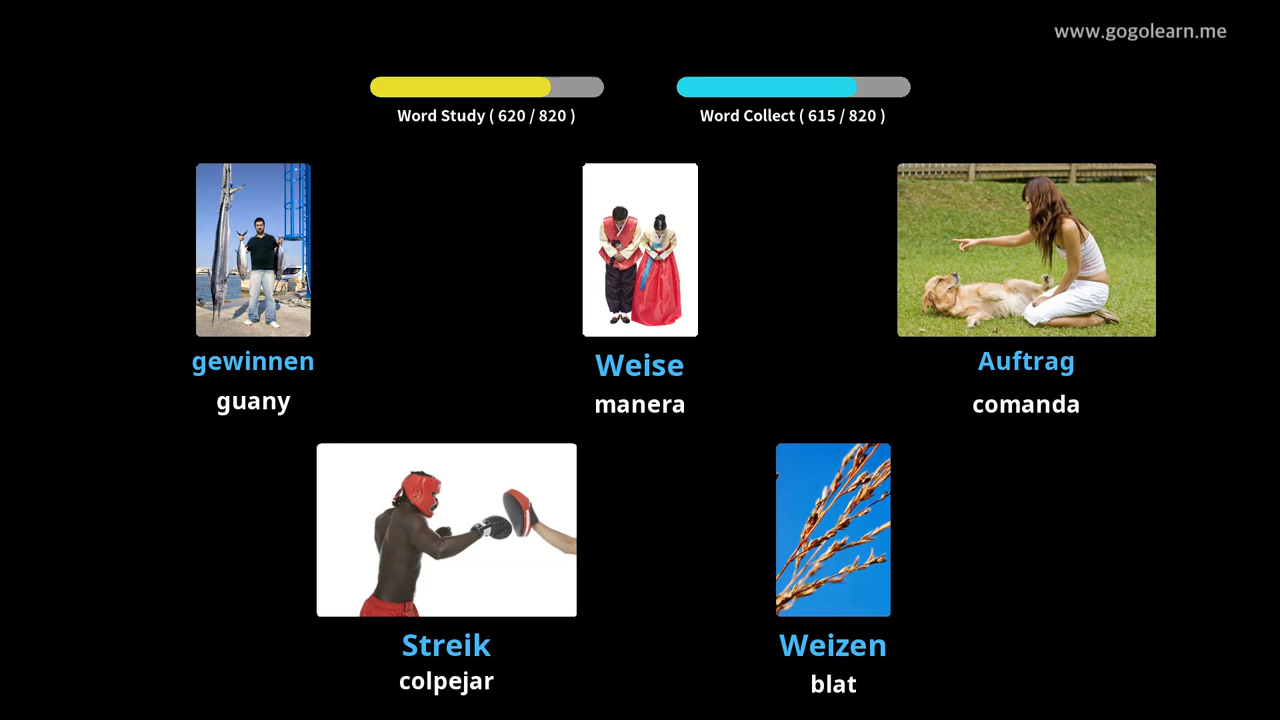 www.gogolearn.me
Word Study ( 620 / 820 )
Word Collect ( 615 / 820 )
gewinnen
guany
Weise
manera
Auftrag
comanda
Streik
colpejar
Weizen
blat